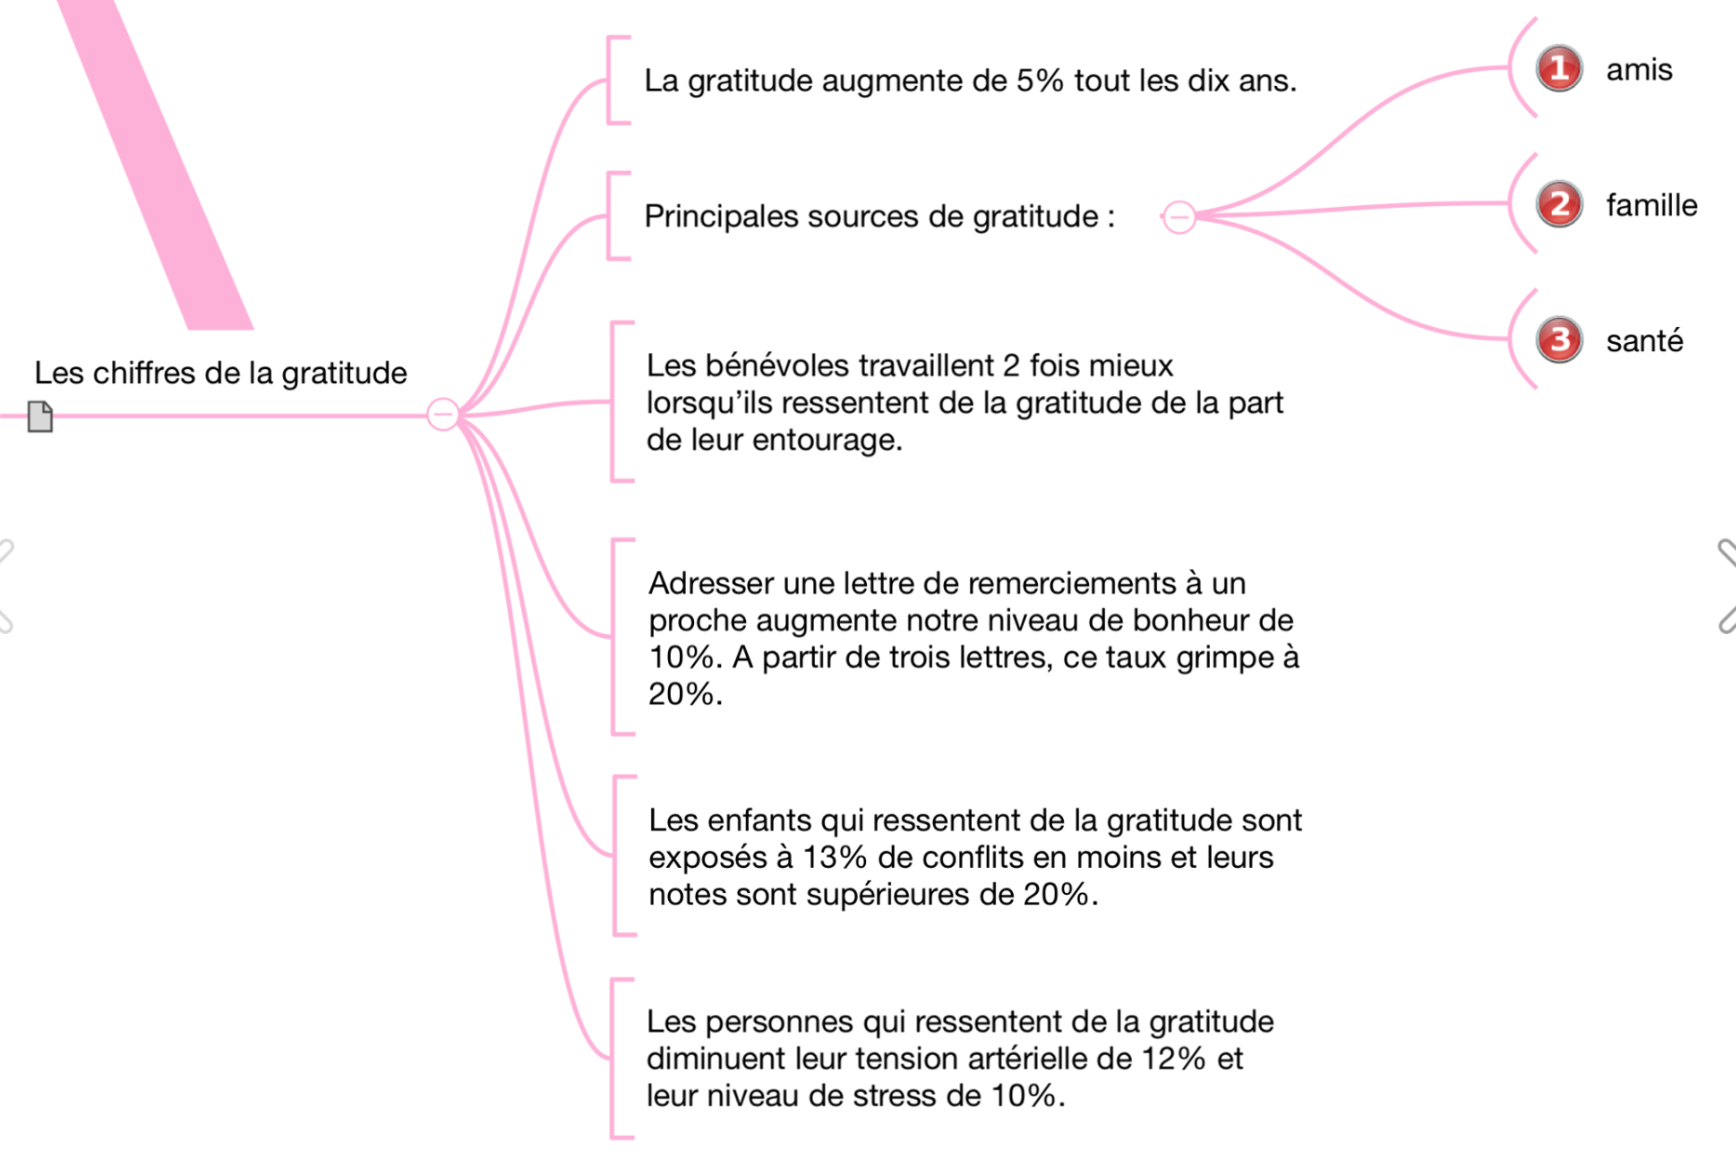 Les chiffres de la gratitude
La gratitude augmente de 5% tout les dix ans.
Principales sources de gratitude :
1 amis
2 famille
3 santé
Les bénévoles travaillent 2 fois mieux
lorsqu’ils ressentent de la gratitude de la part
de leur entourage.
Adresser une lettre de remerciements à un
proche augmente notre niveau de bonheur de
10%. A partir de trois lettres, ce taux grimpe à
20%.
Les enfants qui ressentent de la gratitude sont
exposés à 13% de conflits en moins et leurs
notes sont supérieures de 20%.
Les personnes qui ressentent de la gratitude
diminuent leur tension artérielle de 12% et
leur niveau de stress de 10%.